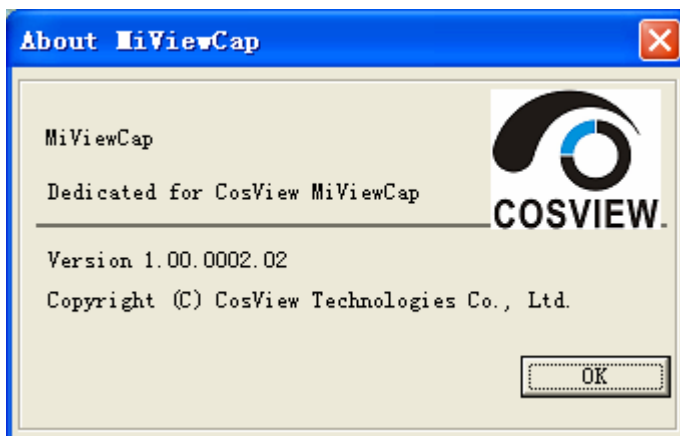 About MiViewCap
MiViewCap
Dedicated for CosView MiViewCap
COSVIEW
Version 1.00.0002.02
Copyright (C) CosView Technologies Co., Ltd.
OK